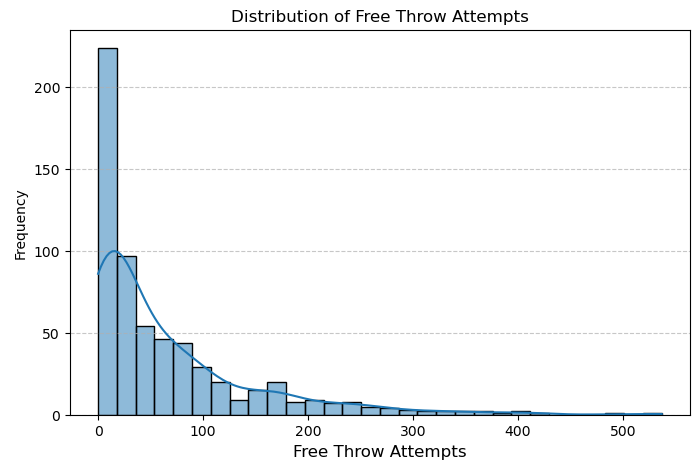 Distribution of Free Throw Attempts
200
150
100
50
0
Frequency
0 100 200 300 400 500
Free Throw Attempts